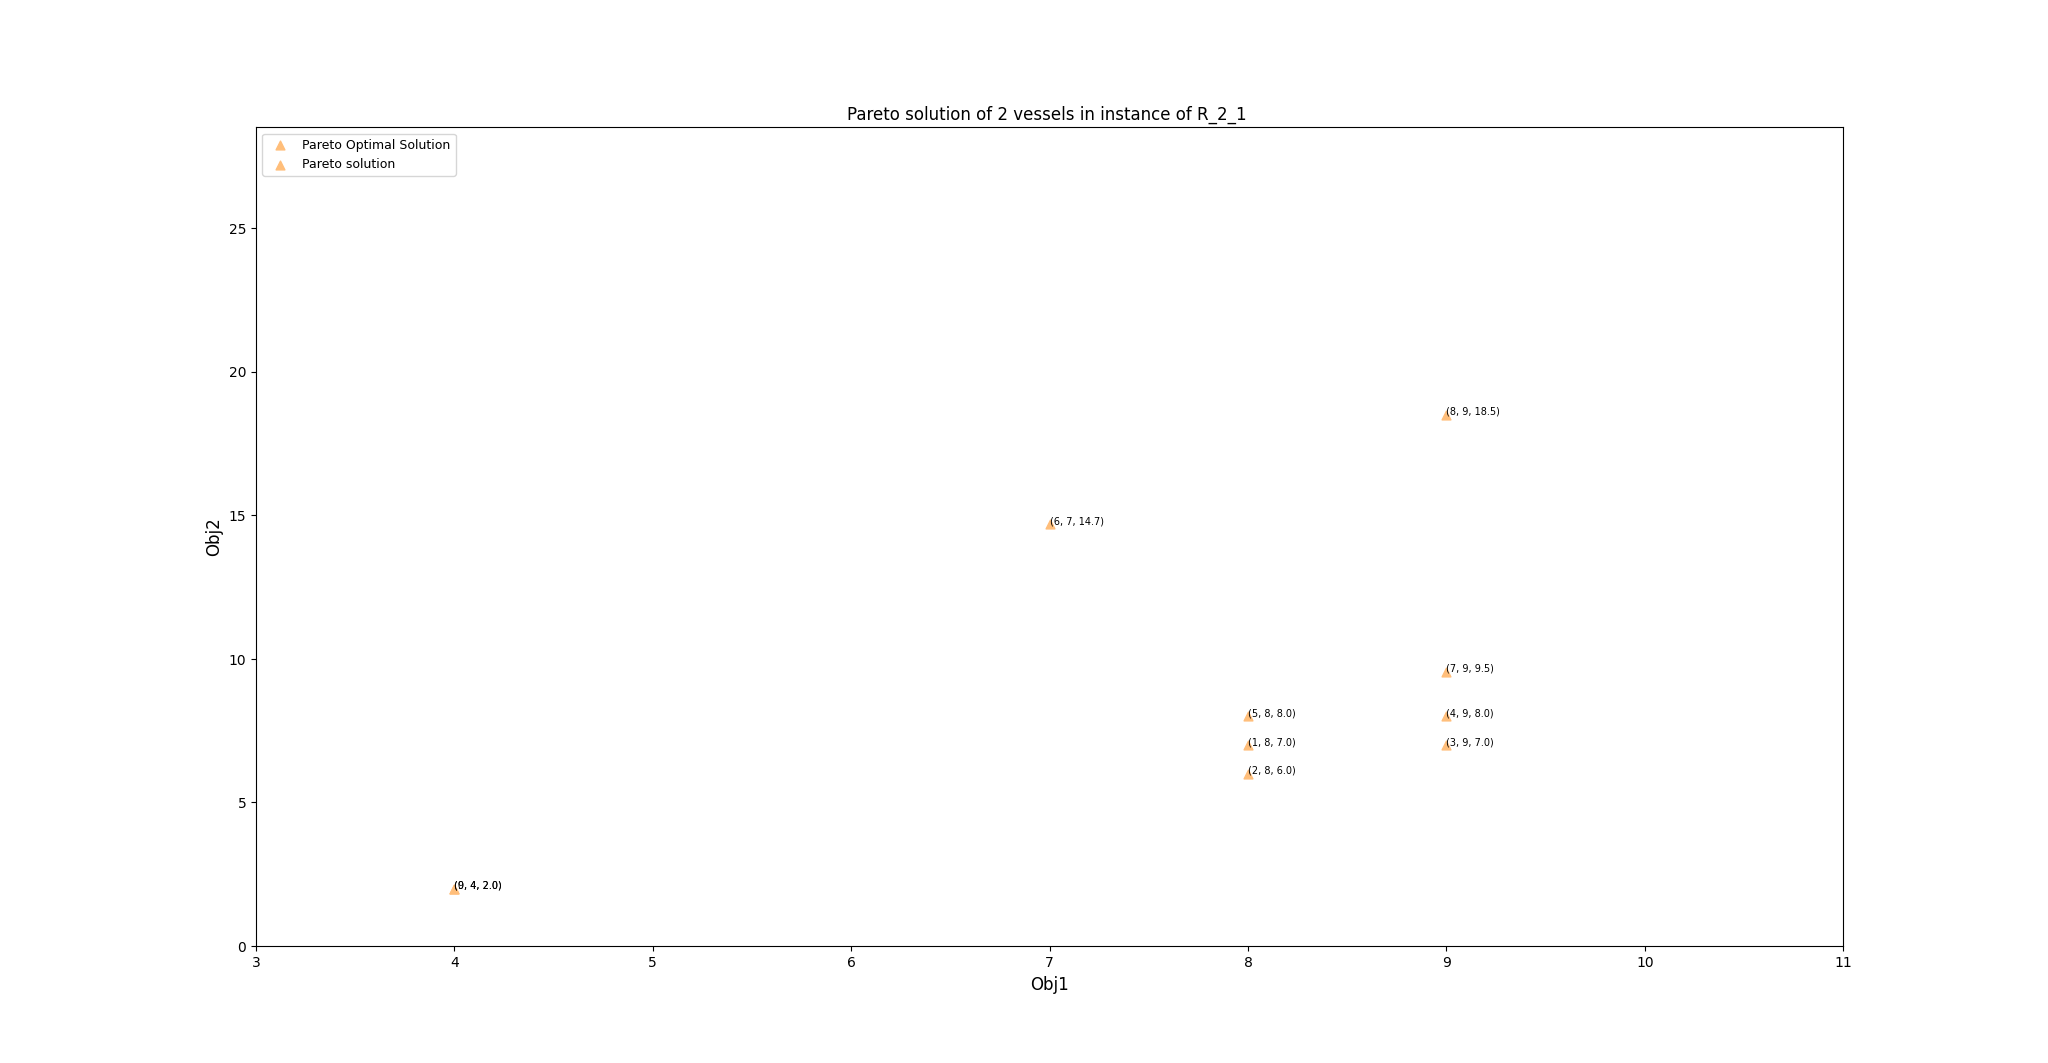 Pareto solution of 2 vessels in instance of R_2_1
Pareto Optimal Solution
Pareto solution
25
20
15
10
5
0
Obj2
(8, 9, 18.5)
(6, 7, 14.7)
(7, 9, 9.5)
(5, 8, 8.0)
(4, 9, 8.0)
(1, 8, 7.0)
(3, 9, 7.0)
(2, 8, 6.0)
4, 2.0)
3
4
5
6
7
8
9
10
11
Obj1